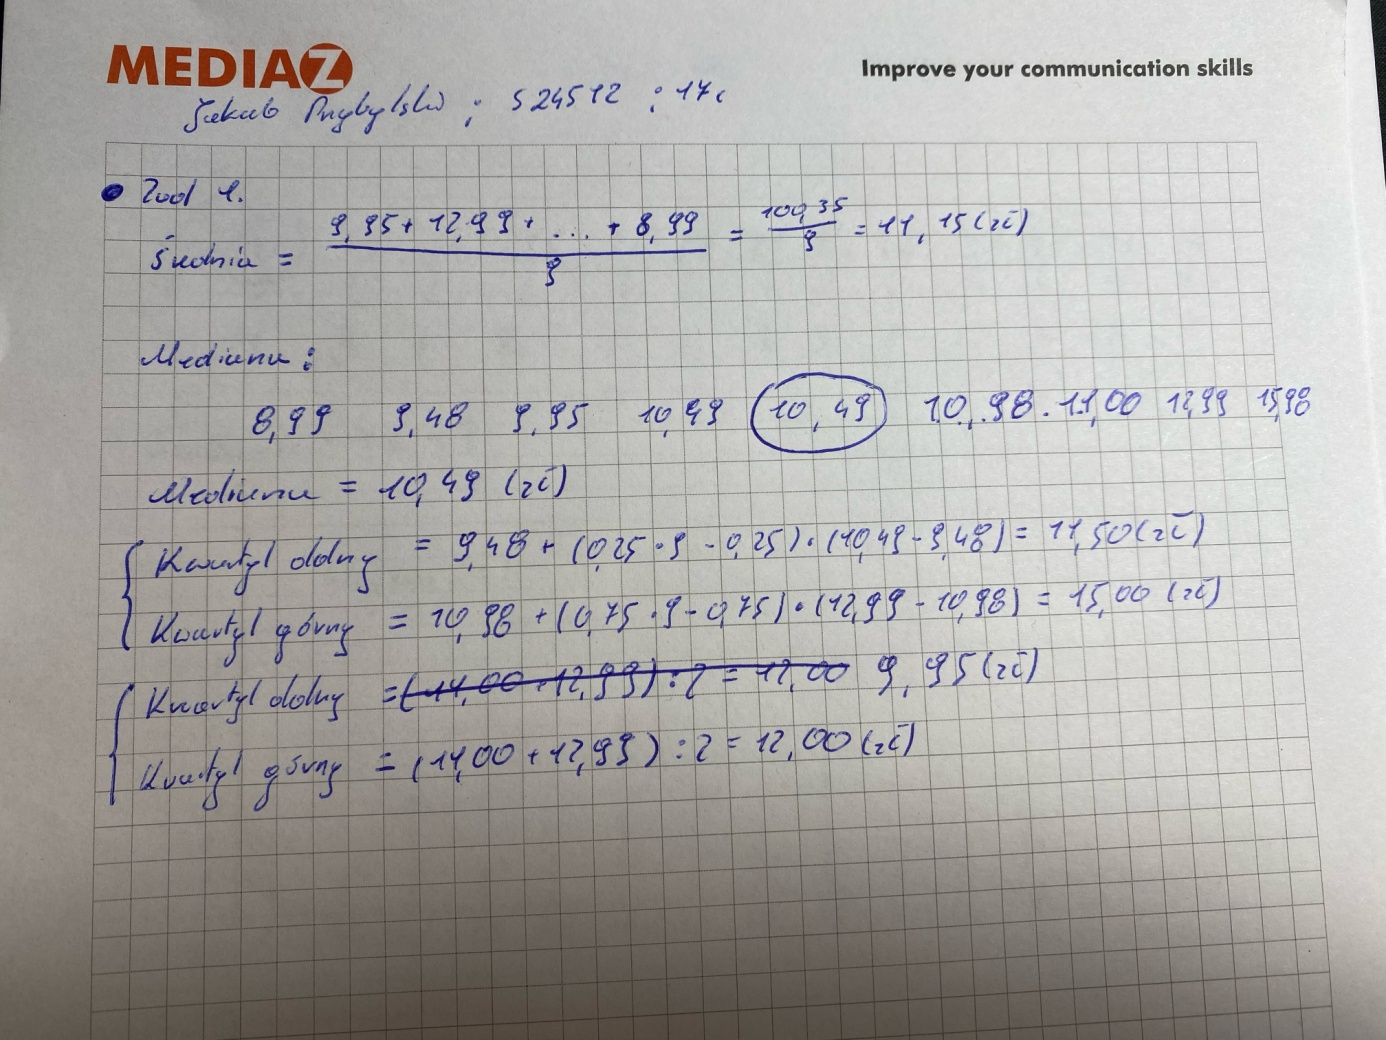 MEDIAZ
Improve your communication skills
Jakub Przybylski ; s24512 ; 17c
Zad 1.
Średnia = 9,95 + 12,99 + ... + 8,99 / 9 = 100,35 / 9 = 11,15 (zł)
Mediana :
8,99 9,48 9,95 10,49 10,49 10,98 11,00 12,99 15,98
Mediana = 10,49 (zł)
Kwartyl dolny = 9,48 + (0,25 · 9 - 0,25) · (10,49 - 9,48) = 11,50 (zł)
Kwartyl górny = 10,98 + (0,75 · 9 - 0,75) · (12,99 - 10,98) = 15,00 (zł)
Kwartyl dolny = (11,00 + 12,99) : 2 = 12,00 9,95 (zł)
Kwartyl górny = (11,00 + 12,99) : 2 = 12,00 (zł)